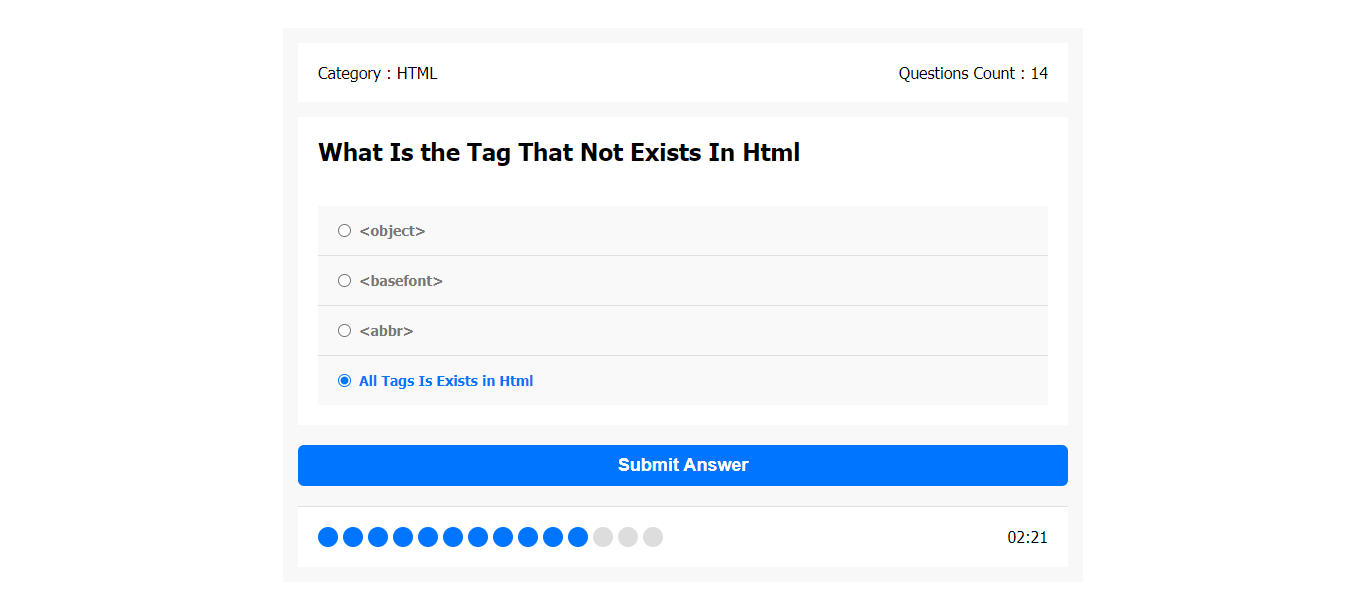 Category : HTML Questions Count : 14
What Is the Tag That Not Exists In Html
<object>
<basefont>
<abbr>
All Tags Is Exists in Html
Submit Answer
02:21